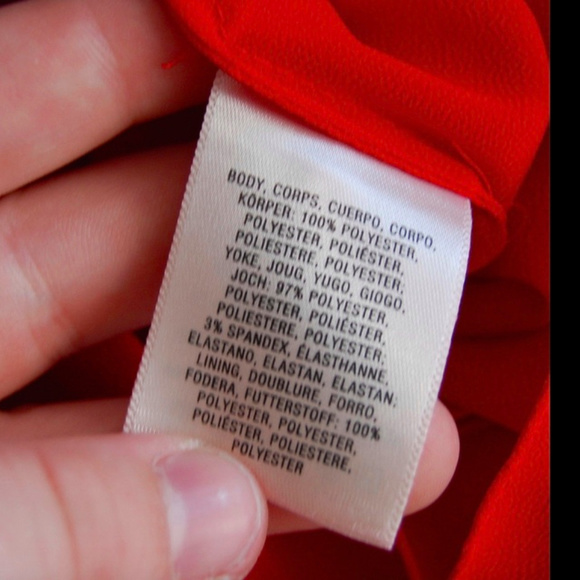 BODY, CORPS, CUERPO, CORPO,
KÖRPER: 100% POLYESTER,
POLYESTER, POLIÉSTER,
POLIESTERE, POLYESTER;
YOKE, JOUG, YUGO, GIOGO,
JOCH: 97% POLYESTER,
POLYESTER, POLIÉSTER,
POLIESTERE, POLYESTER,
3% SPANDEX, ÉLASTHANNE,
ELASTANO, ELASTAN, ELASTAN.
LINING, DOUBLURE, FORRO,
FODERA, FUTTERSTOFF: 100%
POLYESTER, POLYESTER,
POLIÉSTER, POLIESTERE,
POLYESTER